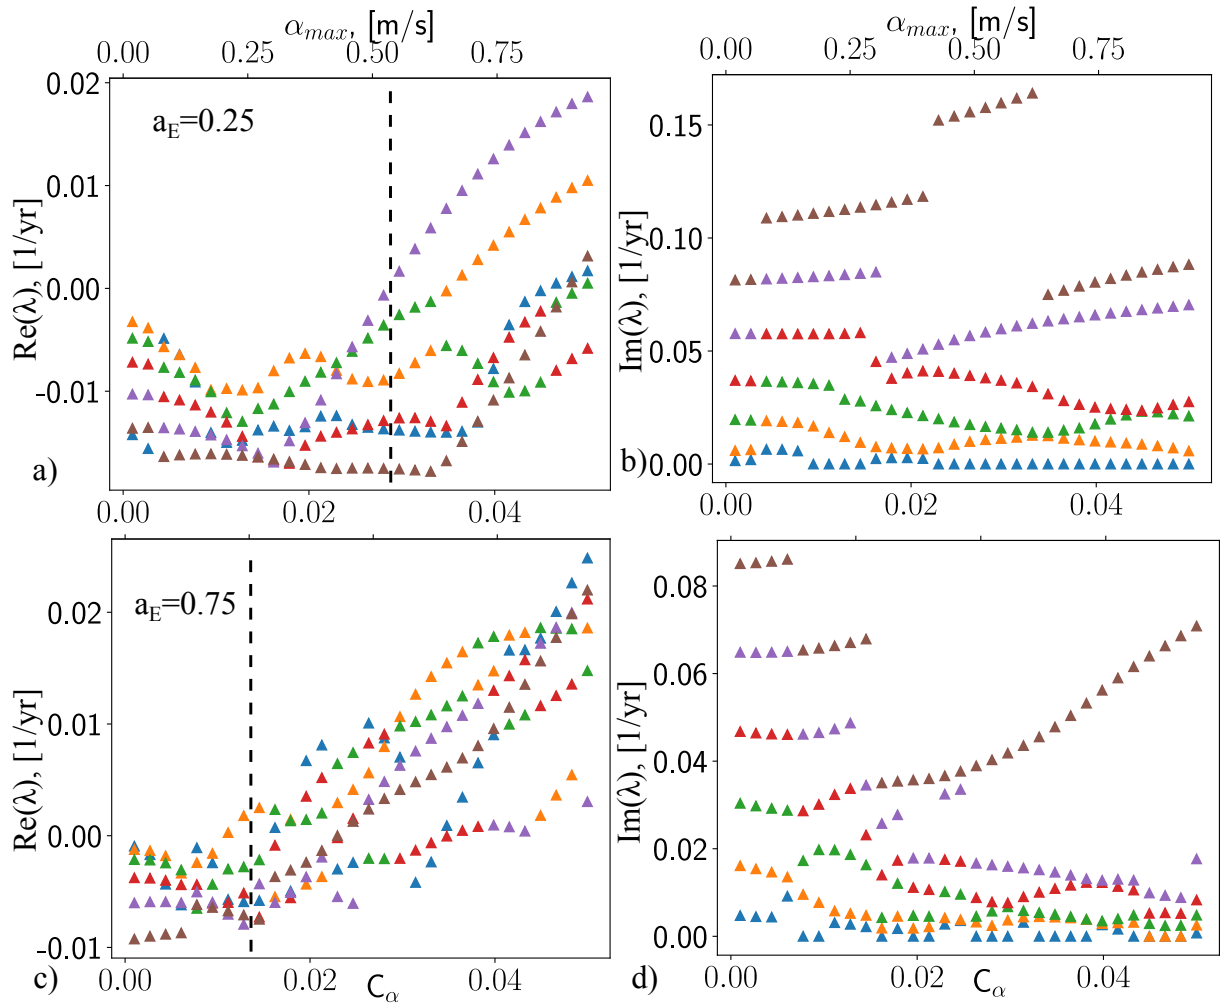 α_max, [m/s]
0.00 0.25 0.50 0.75
0.02
0.01
0.00
-0.01
Re(λ), [1/yr]
a_E=0.25
a)
0.00 0.02 0.04
α_max, [m/s]
0.00 0.25 0.50 0.75
0.15
0.10
0.05
0.00
Im(λ), [1/yr]
b)
0.00 0.02 0.04
0.02
0.01
0.00
-0.01
Re(λ), [1/yr]
a_E=0.75
c)
0.00 0.02 0.04
C_α
0.08
0.06
0.04
0.02
0.00
Im(λ), [1/yr]
d)
0.00 0.02 0.04
C_α